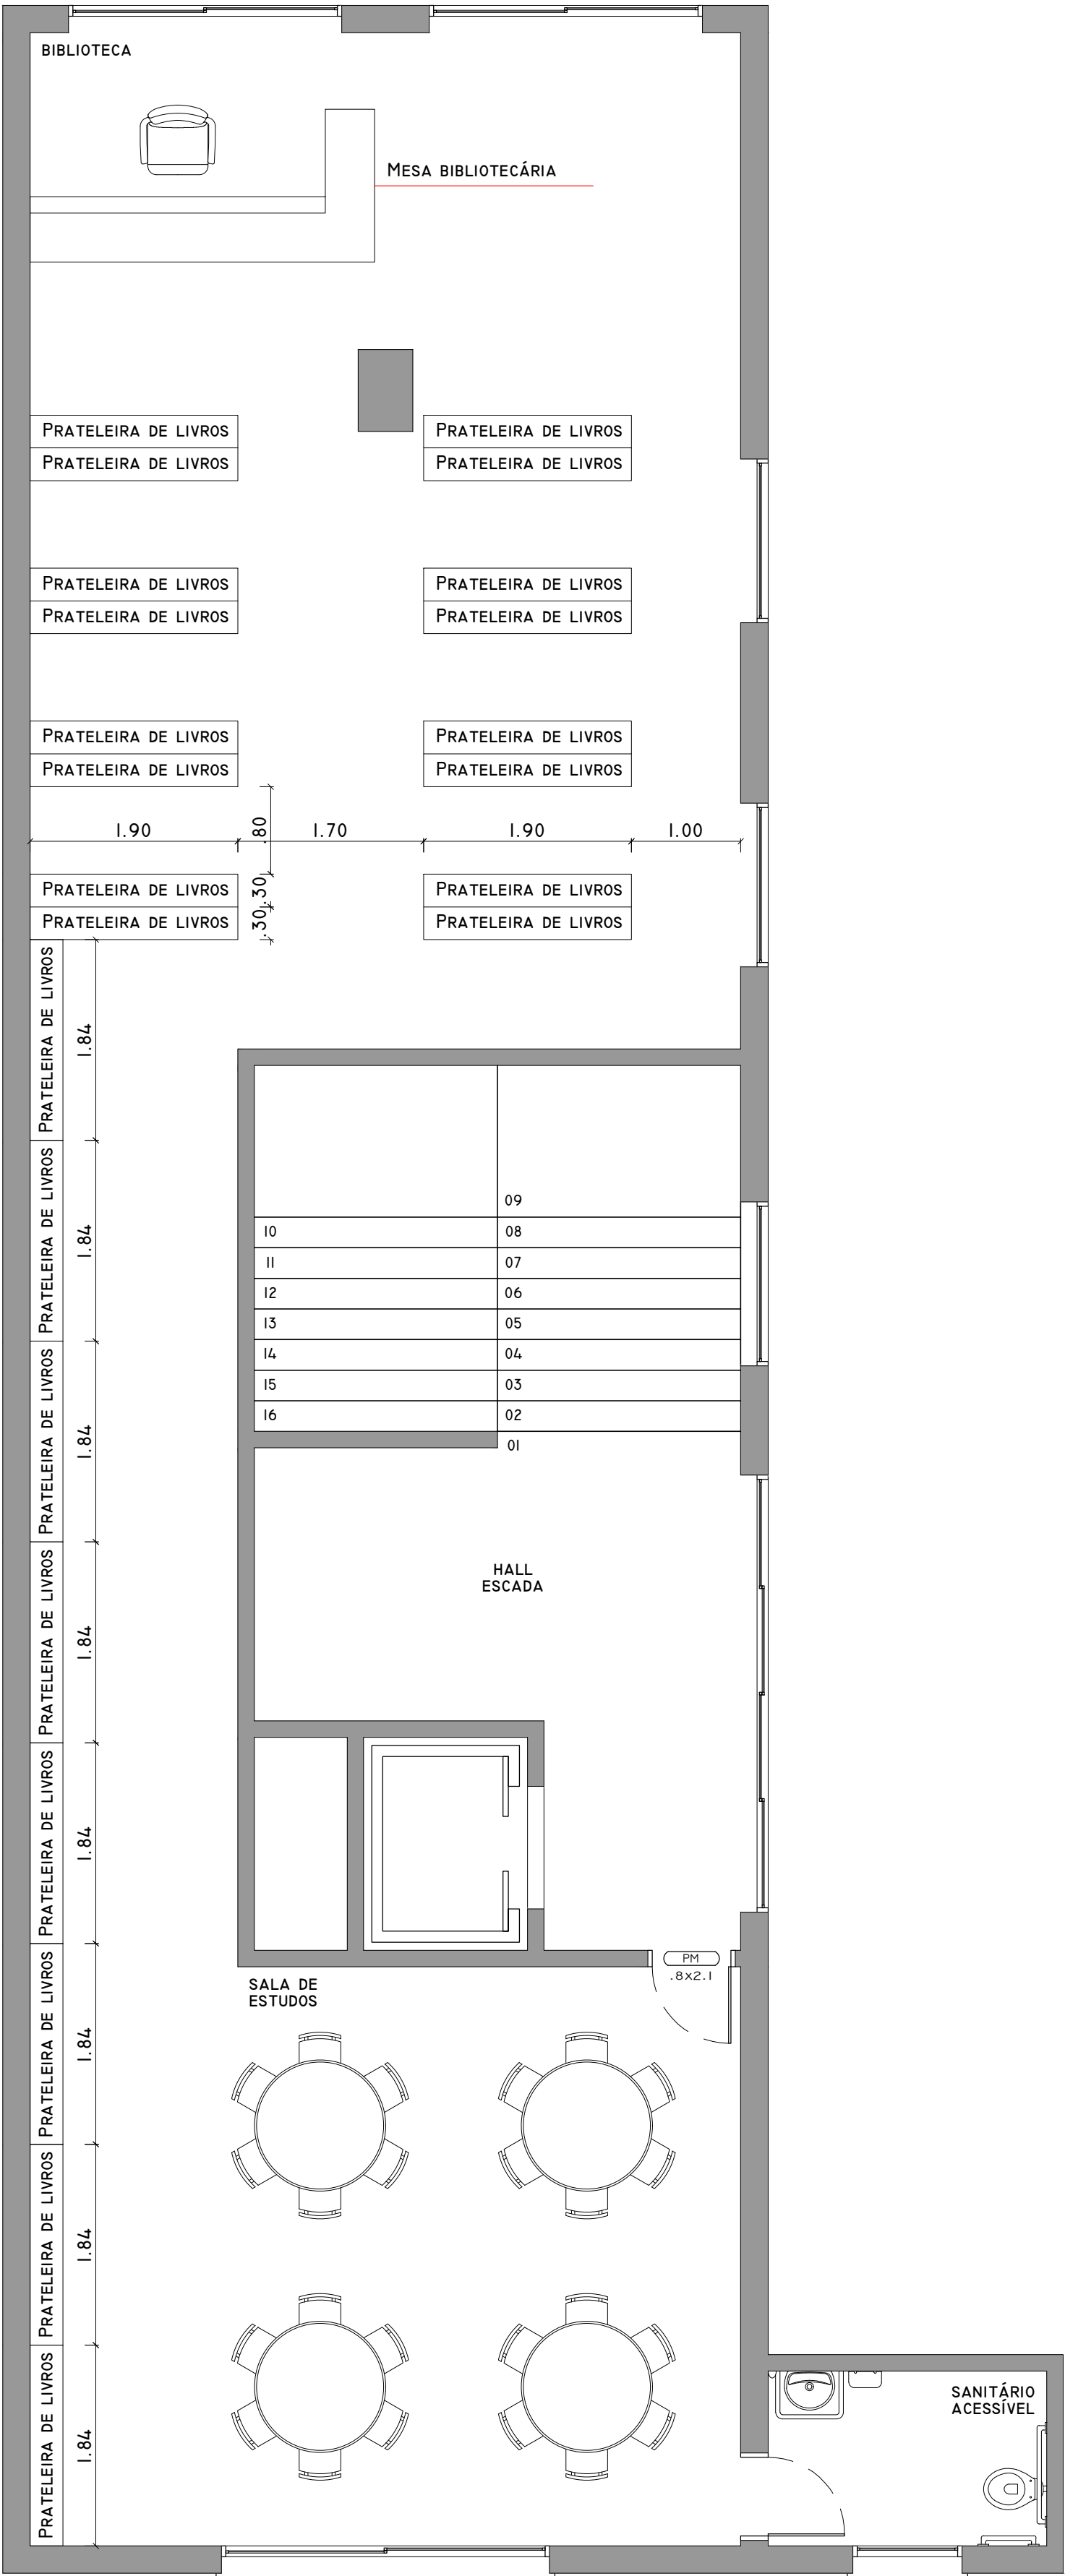 BIBLIOTECA
MESA BIBLIOTECÁRIA
PRATELEIRA DE LIVROS
PRATELEIRA DE LIVROS
PRATELEIRA DE LIVROS
PRATELEIRA DE LIVROS
PRATELEIRA DE LIVROS
PRATELEIRA DE LIVROS
PRATELEIRA DE LIVROS
PRATELEIRA DE LIVROS
PRATELEIRA DE LIVROS
PRATELEIRA DE LIVROS
PRATELEIRA DE LIVROS
PRATELEIRA DE LIVROS
1.90
.80
1.70
1.90
1.00
PRATELEIRA DE LIVROS
PRATELEIRA DE LIVROS
.30
.30
PRATELEIRA DE LIVROS
PRATELEIRA DE LIVROS
PRATELEIRA DE LIVROS
1.84
PRATELEIRA DE LIVROS
1.84
PRATELEIRA DE LIVROS
1.84
PRATELEIRA DE LIVROS
1.84
PRATELEIRA DE LIVROS
1.84
PRATELEIRA DE LIVROS
1.84
PRATELEIRA DE LIVROS
1.84
PRATELEIRA DE LIVROS
1.84
09
10
08
11
07
12
06
13
05
14
04
15
03
16
02
01
HALL
ESCADA
PM
.8x2.1
SALA DE
ESTUDOS
SANITÁRIO
ACESSÍVEL